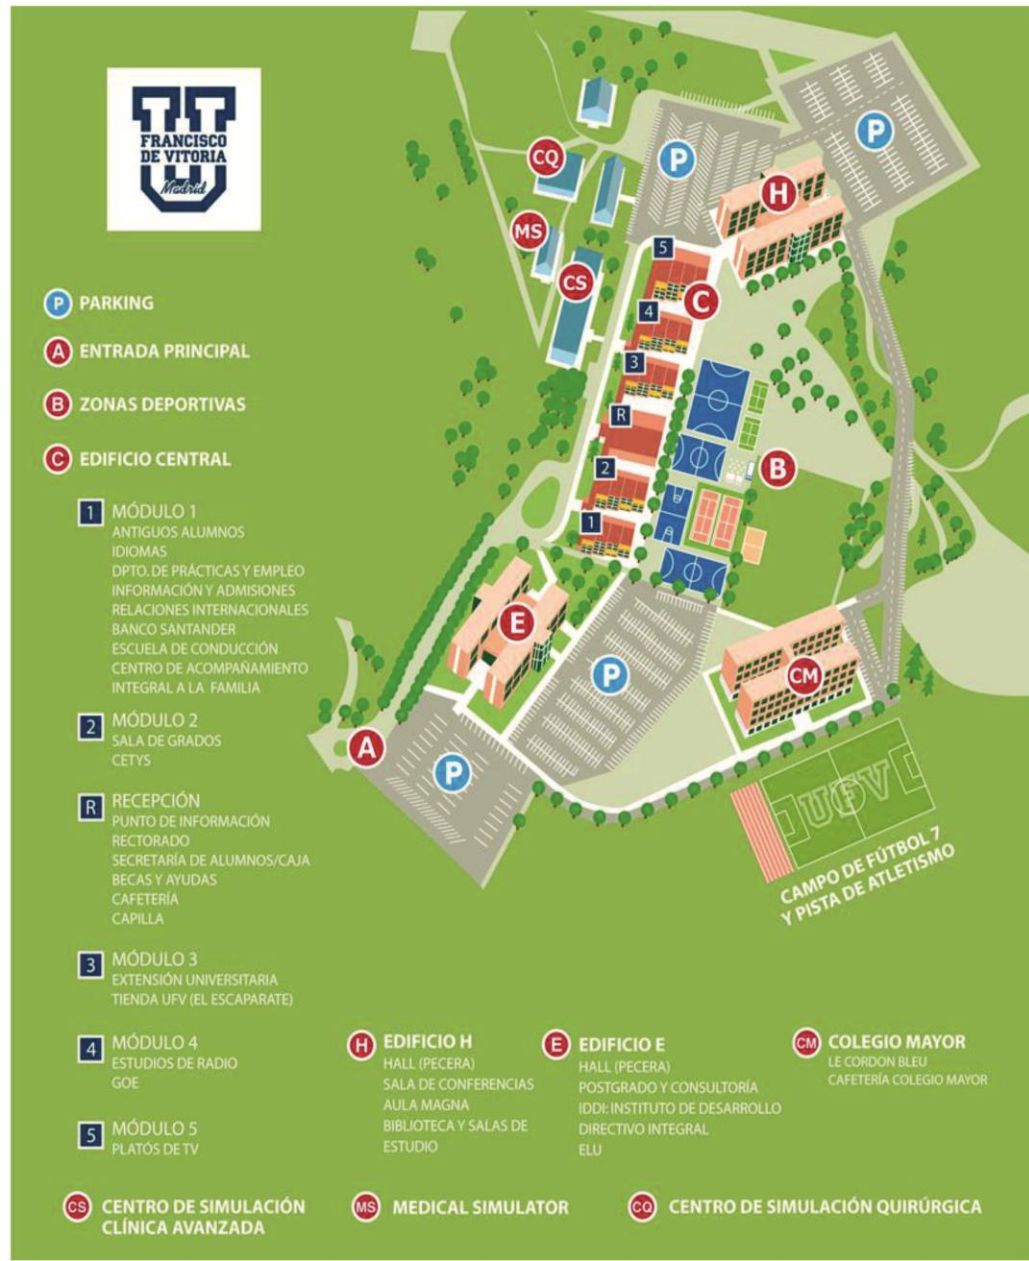 FRANCISCO
DE VITORIA
Madrid
P PARKING
A ENTRADA PRINCIPAL
B ZONAS DEPORTIVAS
C EDIFICIO CENTRAL
1 MÓDULO 1
ANTIGUOS ALUMNOS
IDIOMAS
DPTO. DE PRÁCTICAS Y EMPLEO
INFORMACIÓN Y ADMISIONES
RELACIONES INTERNACIONALES
BANCO SANTANDER
ESCUELA DE CONDUCCIÓN
CENTRO DE ACOMPAÑAMIENTO
INTEGRAL A LA FAMILIA
2 MÓDULO 2
SALA DE GRADOS
CETYS
R RECEPCIÓN
PUNTO DE INFORMACIÓN
RECTORADO
SECRETARÍA DE ALUMNOS/CAJA
BECAS Y AYUDAS
CAFETERÍA
CAPILLA
3 MÓDULO 3
EXTENSIÓN UNIVERSITARIA
TIENDA UFV (EL ESCAPARATE)
4 MÓDULO 4
ESTUDIOS DE RADIO
GOE
5 MÓDULO 5
PLATÓS DE TV
P
P
CQ
H
MS
5
CS
C
4
3
R
B
2
1
E
P
CM
A
P
UFV
CAMPO DE FÚTBOL 7
Y PISTA DE ATLETISMO
H EDIFICIO H
HALL (PECERA)
SALA DE CONFERENCIAS
AULA MAGNA
BIBLIOTECA Y SALAS DE
ESTUDIO
E EDIFICIO E
HALL (PECERA)
POSTGRADO Y CONSULTORÍA
IDDI: INSTITUTO DE DESARROLLO
DIRECTIVO INTEGRAL
ELU
CM COLEGIO MAYOR
LE CORDON BLEU
CAFETERÍA COLEGIO MAYOR
CS CENTRO DE SIMULACIÓN
CLÍNICA AVANZADA
MS MEDICAL SIMULATOR
CQ CENTRO DE SIMULACIÓN QUIRÚRGICA